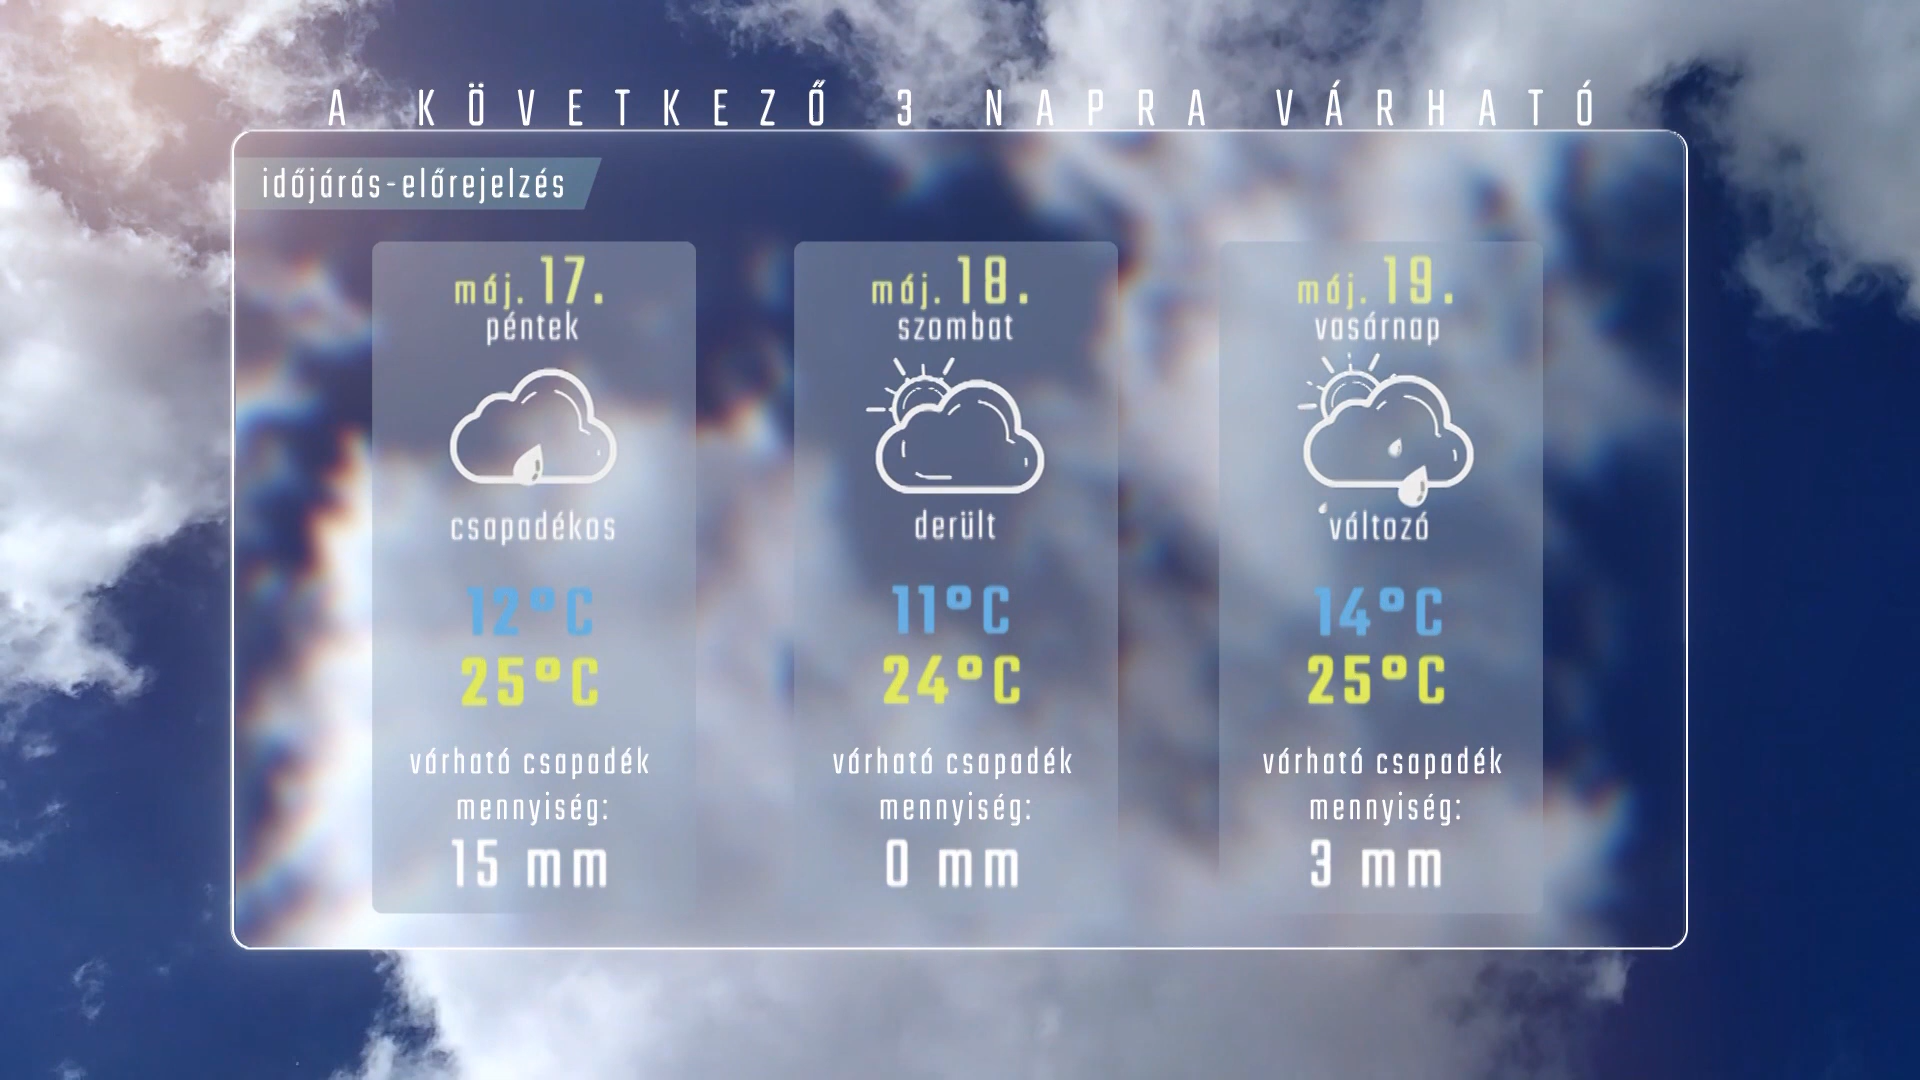 A KÖVETKEZŐ 3 NAPRA VÁRHATÓ
időjárás-előrejelzés
máj. 17.
péntek
csapadékos
12°C
25°C
várható csapadék
mennyiség:
15 mm
máj. 18.
szombat
derült
11°C
24°C
várható csapadék
mennyiség:
0 mm
máj. 19.
vasárnap
változó
14°C
25°C
várható csapadék
mennyiség:
3 mm